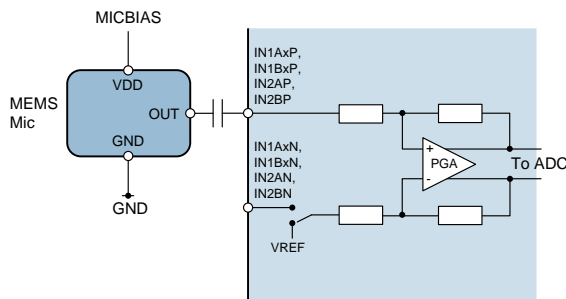 MICBIAS
VDD
MEMS
Mic
OUT
GND
GND
IN1AxP,
IN1BxP,
IN2AP,
IN2BP
IN1AxN,
IN1BxN,
IN2AN,
IN2BN
VREF
+
PGA
-
To ADC